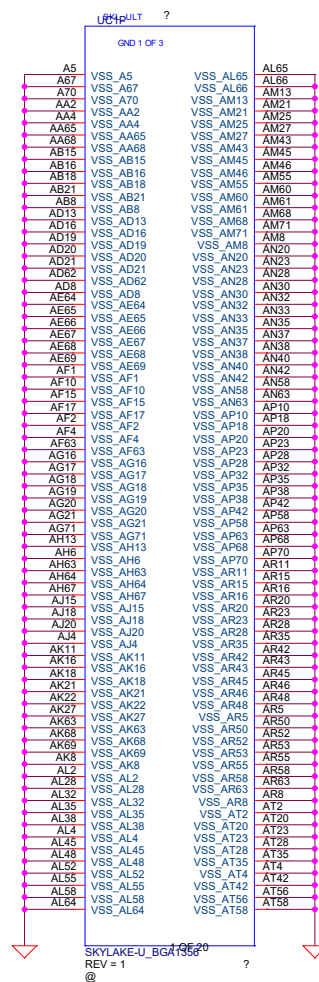 SKL_ULT ?
UC1P
GND 1 OF 3
A5 VSS_A5 VSS_AL65 AL65
A67 VSS_A67 VSS_AL66 AL66
A70 VSS_A70 VSS_AM13 AM13
AA2 VSS_AA2 VSS_AM21 AM21
AA4 VSS_AA4 VSS_AM25 AM25
AA65 VSS_AA65 VSS_AM27 AM27
AA68 VSS_AA68 VSS_AM43 AM43
AB15 VSS_AB15 VSS_AM45 AM45
AB16 VSS_AB16 VSS_AM46 AM46
AB18 VSS_AB18 VSS_AM55 AM55
AB21 VSS_AB21 VSS_AM60 AM60
AB8 VSS_AB8 VSS_AM61 AM61
AD13 VSS_AD13 VSS_AM68 AM68
AD16 VSS_AD16 VSS_AM71 AM71
AD19 VSS_AD19 VSS_AM8 AM8
AD20 VSS_AD20 VSS_AN20 AN20
AD21 VSS_AD21 VSS_AN23 AN23
AD62 VSS_AD62 VSS_AN28 AN28
AD8 VSS_AD8 VSS_AN30 AN30
AE64 VSS_AE64 VSS_AN32 AN32
AE65 VSS_AE65 VSS_AN33 AN33
AE66 VSS_AE66 VSS_AN35 AN35
AE67 VSS_AE67 VSS_AN37 AN37
AE68 VSS_AE68 VSS_AN38 AN38
AE69 VSS_AE69 VSS_AN40 AN40
AF1 VSS_AF1 VSS_AN42 AN42
AF10 VSS_AF10 VSS_AN58 AN58
AF15 VSS_AF15 VSS_AN63 AN63
AF17 VSS_AF17 VSS_AP10 AP10
AF2 VSS_AF2 VSS_AP18 AP18
AF4 VSS_AF4 VSS_AP20 AP20
AF63 VSS_AF63 VSS_AP23 AP23
AG16 VSS_AG16 VSS_AP28 AP28
AG17 VSS_AG17 VSS_AP32 AP32
AG18 VSS_AG18 VSS_AP35 AP35
AG19 VSS_AG19 VSS_AP38 AP38
AG20 VSS_AG20 VSS_AP42 AP42
AG21 VSS_AG21 VSS_AP58 AP58
AG71 VSS_AG71 VSS_AP63 AP63
AH13 VSS_AH13 VSS_AP68 AP68
AH6 VSS_AH6 VSS_AP70 AP70
AH63 VSS_AH63 VSS_AR11 AR11
AH64 VSS_AH64 VSS_AR15 AR15
AH67 VSS_AH67 VSS_AR16 AR16
AJ15 VSS_AJ15 VSS_AR20 AR20
AJ18 VSS_AJ18 VSS_AR23 AR23
AJ20 VSS_AJ20 VSS_AR28 AR28
AJ4 VSS_AJ4 VSS_AR35 AR35
AK11 VSS_AK11 VSS_AR42 AR42
AK16 VSS_AK16 VSS_AR43 AR43
AK18 VSS_AK18 VSS_AR45 AR45
AK21 VSS_AK21 VSS_AR46 AR46
AK22 VSS_AK22 VSS_AR48 AR48
AK27 VSS_AK27 VSS_AR5 AR5
AK63 VSS_AK63 VSS_AR50 AR50
AK68 VSS_AK68 VSS_AR52 AR52
AK69 VSS_AK69 VSS_AR53 AR53
AK8 VSS_AK8 VSS_AR55 AR55
AL2 VSS_AL2 VSS_AR58 AR58
AL28 VSS_AL28 VSS_AR63 AR63
AL32 VSS_AL32 VSS_AR8 AR8
AL35 VSS_AL35 VSS_AT2 AT2
AL38 VSS_AL38 VSS_AT20 AT20
AL4 VSS_AL4 VSS_AT23 AT23
AL45 VSS_AL45 VSS_AT28 AT28
AL48 VSS_AL48 VSS_AT35 AT35
AL52 VSS_AL52 VSS_AT4 AT4
AL55 VSS_AL55 VSS_AT42 AT42
AL58 VSS_AL58 VSS_AT56 AT56
AL64 VSS_AL64 VSS_AT58 AT58
1 OF 20
SKYLAKE-U_BGA1356
REV = 1 ?
@